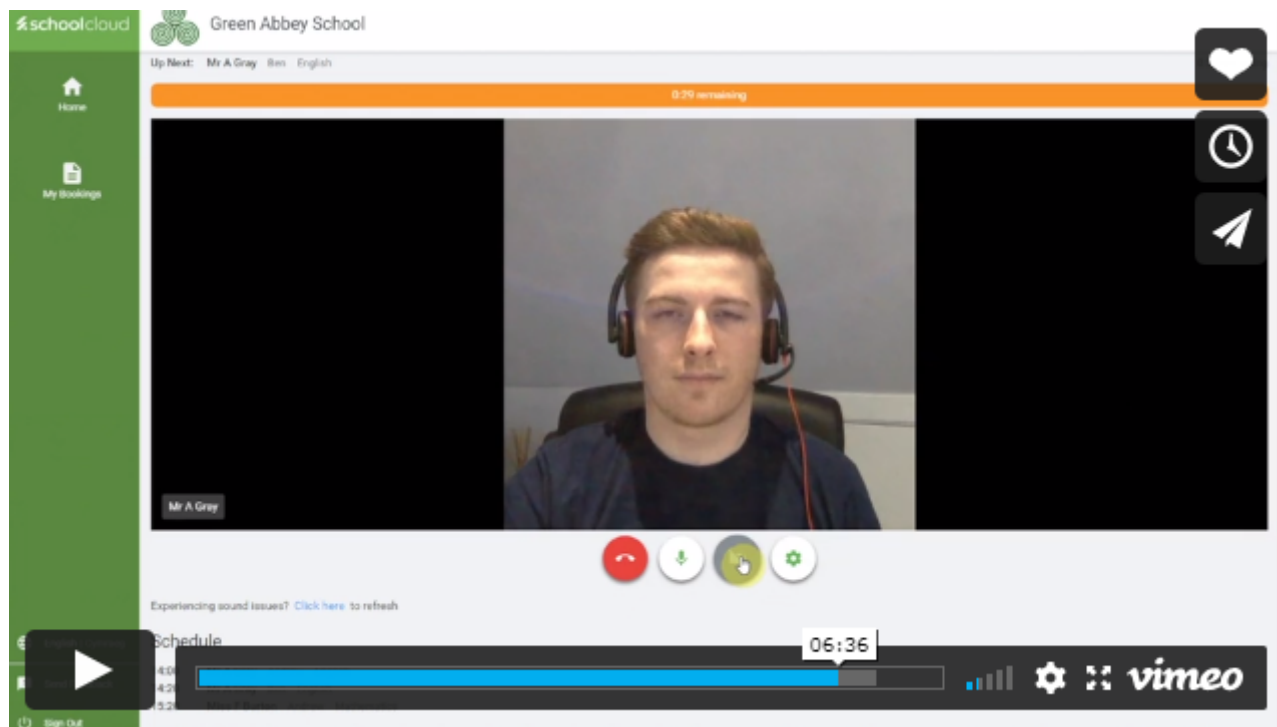 schoolcloud
Green Abbey School
Up Next: Mr A Gray Ben English
0:29 remaining
Home
My Bookings
Mr A Gray
Experiencing sound issues? Click here to refresh
Schedule
06:36
vimeo
Sign Out